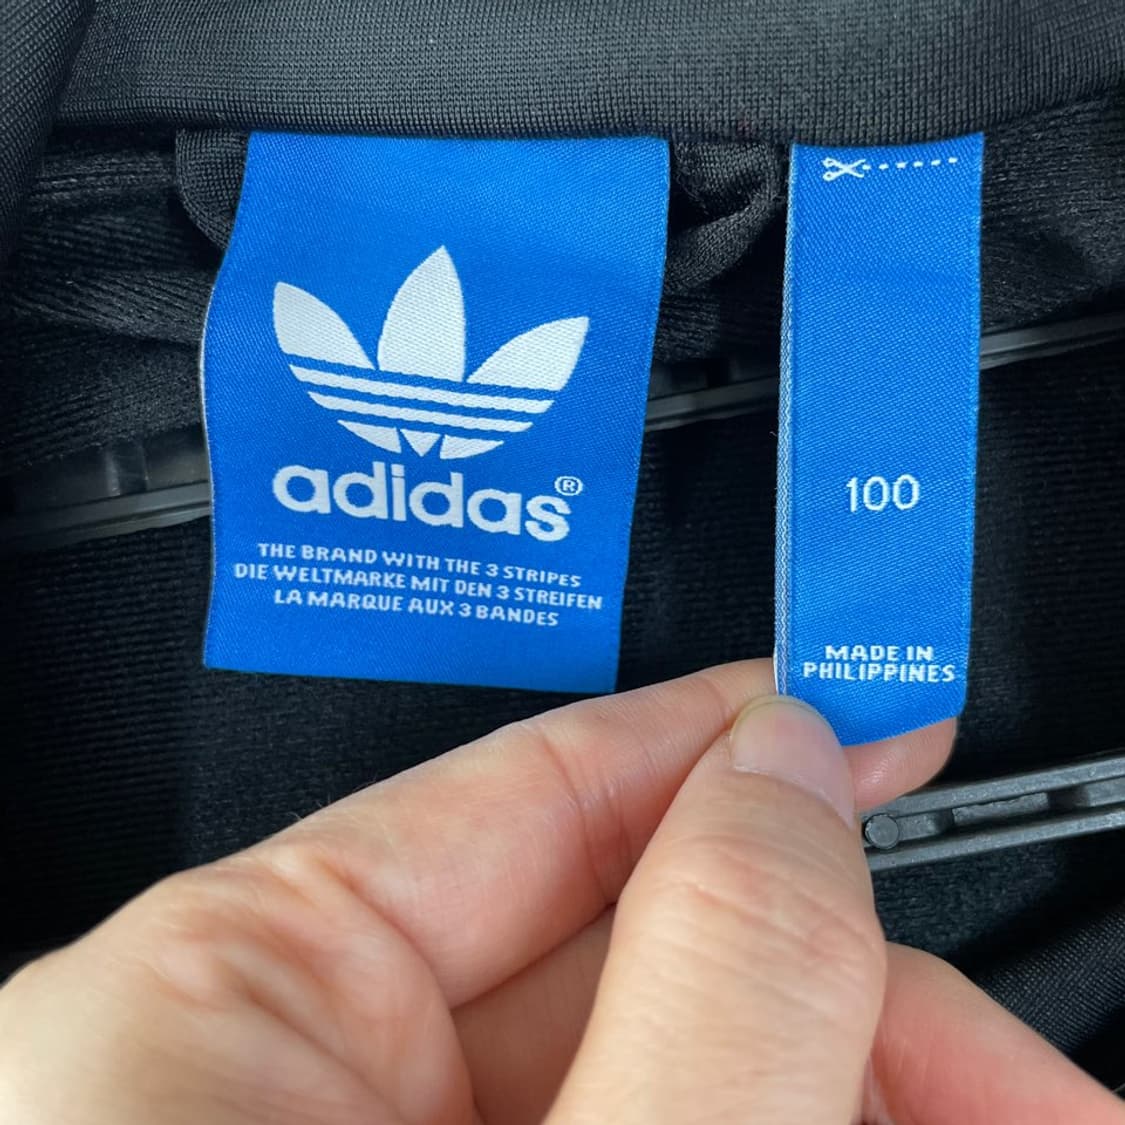 adidas®
THE BRAND WITH THE 3 STRIPES
DIE WELTMARKE MIT DEN 3 STREIFEN
LA MARQUE AUX 3 BANDES
100
MADE IN
PHILIPPINES